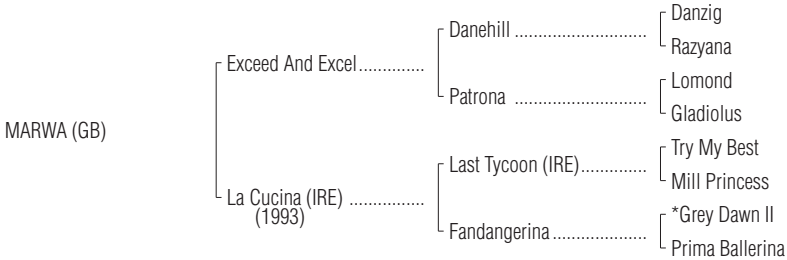 Danzig
Danehill ..........................
Razyana
Exceed And Excel..............
Lomond
Patrona ..........................
Gladiolus
MARWA (GB)
Try My Best
Last Tycoon (IRE)..............
Mill Princess
La Cucina (IRE) ................
(1993)
*Grey Dawn II
Fandangerina....................
Prima Ballerina